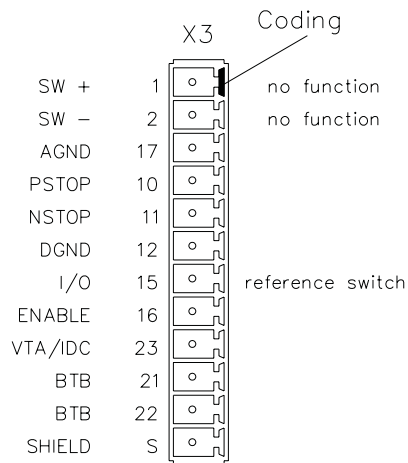 Coding
X3
SW + 1 no function
SW - 2 no function
AGND 17
PSTOP 10
NSTOP 11
DGND 12
I/O 15 reference switch
ENABLE 16
VTA/IDC 23
BTB 21
BTB 22
SHIELD S